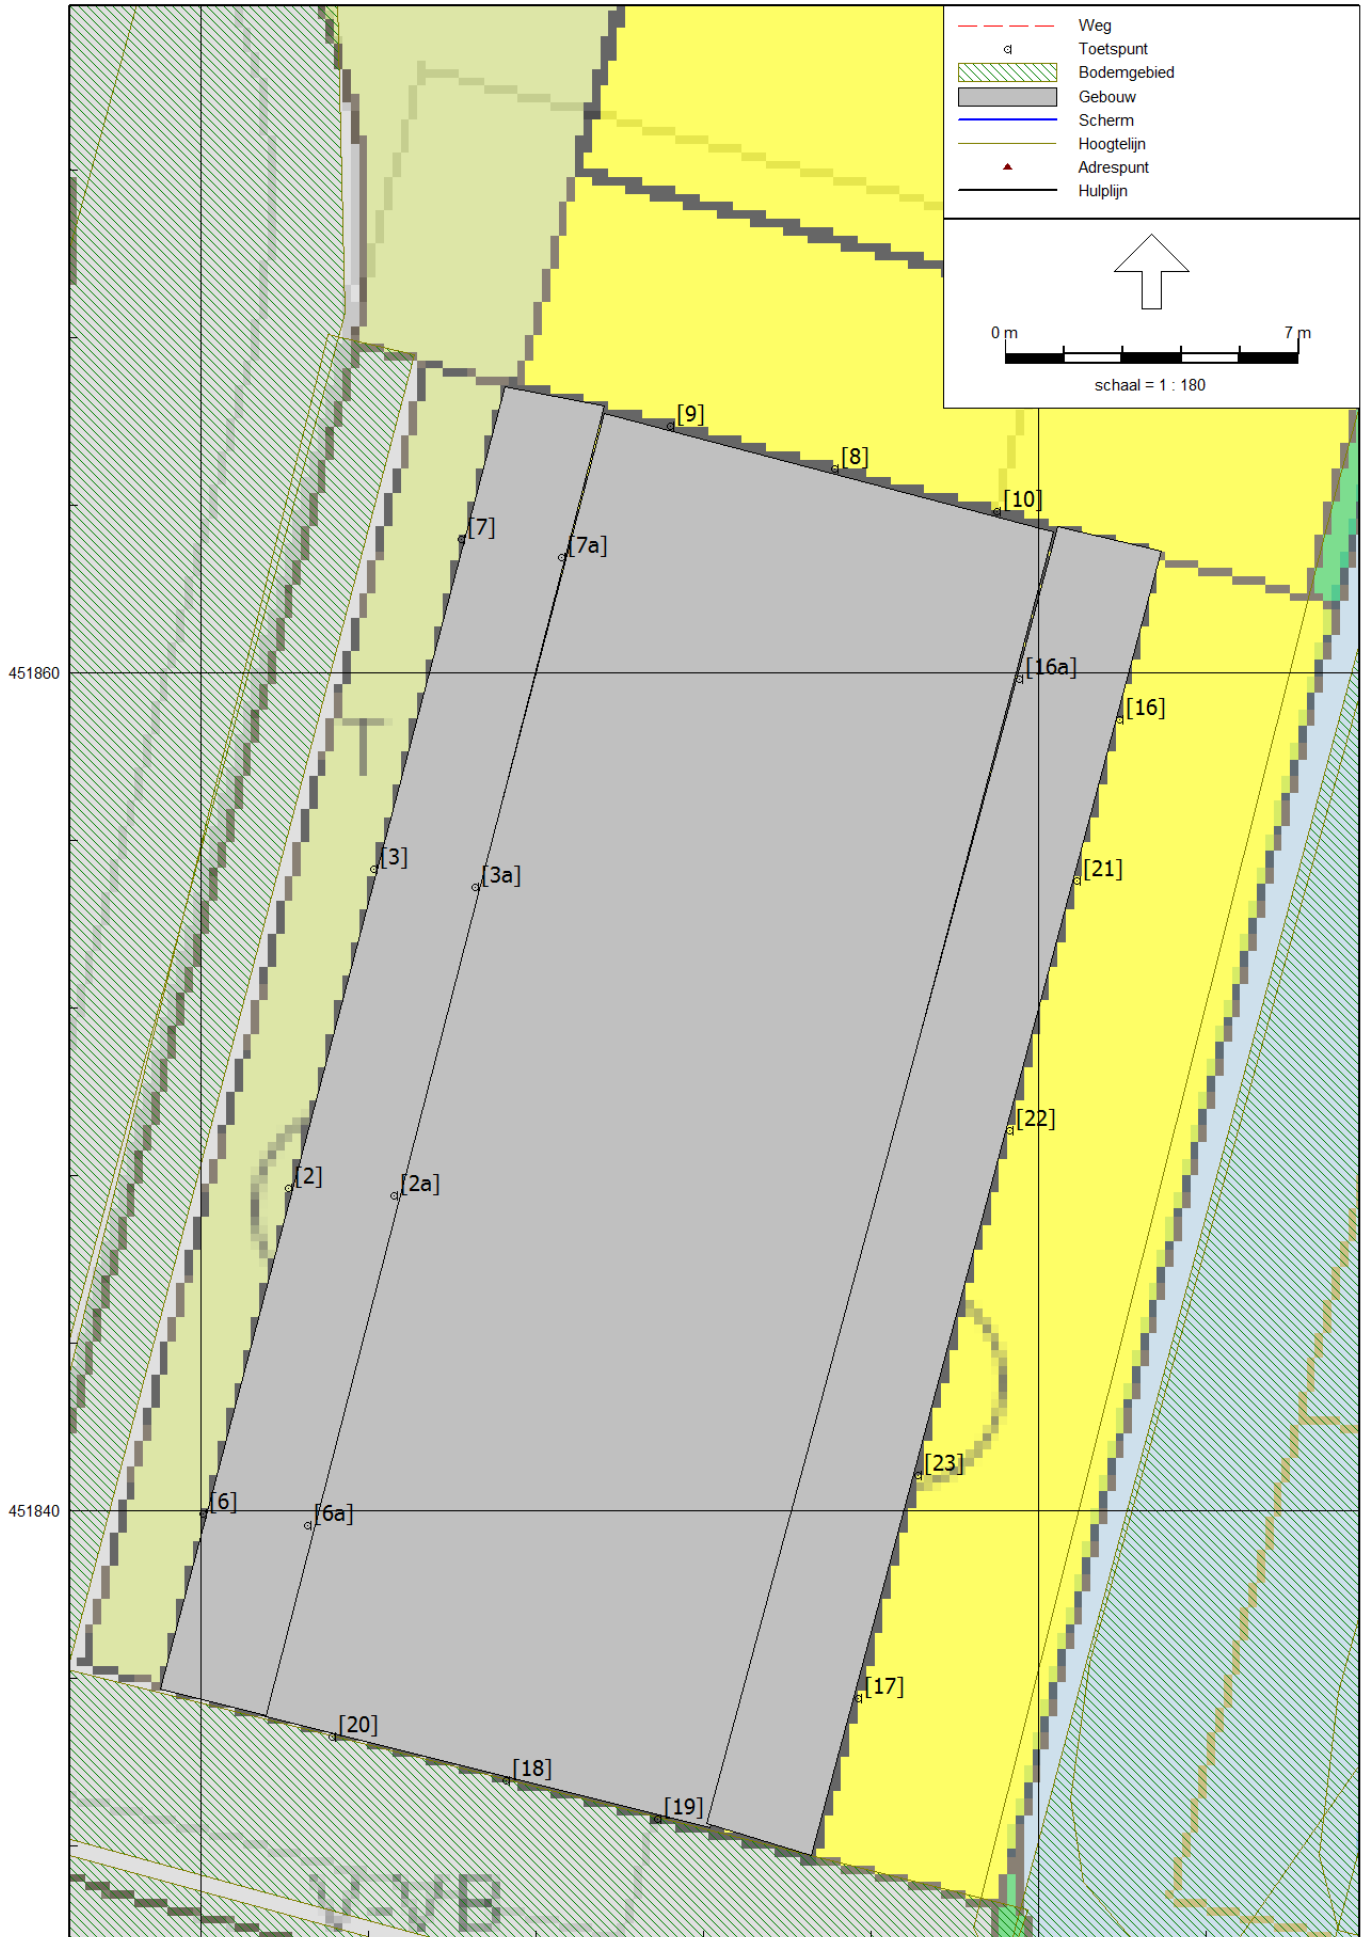 Weg
Toetspunt
Bodemgebied
Gebouw
Scherm
Hoogtelijn
Adrespunt
Hulplijn
0 m 7 m
schaal = 1 : 180
[9]
[8]
[10]
[7]
[7a]
451860
[16a]
[16]
T
[3]
[3a]
[21]
[22]
[2]
[2a]
[23]
451840
[6]
[6a]
[17]
[20]
[18]
[19]
V-VB